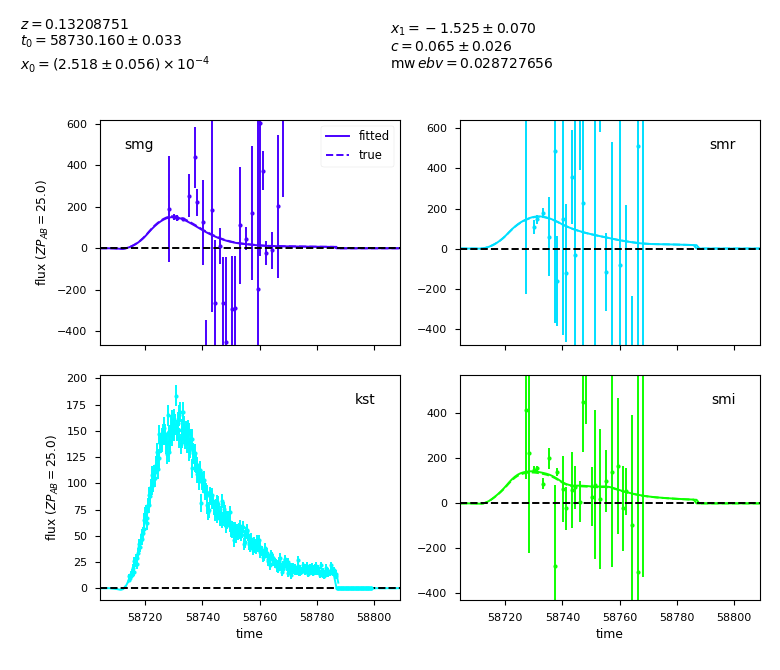 z = 0.13208751
t₀ = 58730.160 ± 0.033
x₀ = (2.518 ± 0.056) × 10⁻⁴
x₁ = −1.525 ± 0.070
c = 0.065 ± 0.026
mw ebv = 0.028727656
smg
fitted
true
600
400
200
0
−200
−400
flux (ZP_AB = 25.0)
smr
600
400
200
0
−200
−400
kst
200
175
150
125
100
75
50
25
0
flux (ZP_AB = 25.0)
58720 58740 58760 58780 58800
time
smi
400
200
0
−200
−400
58720 58740 58760 58780 58800
time